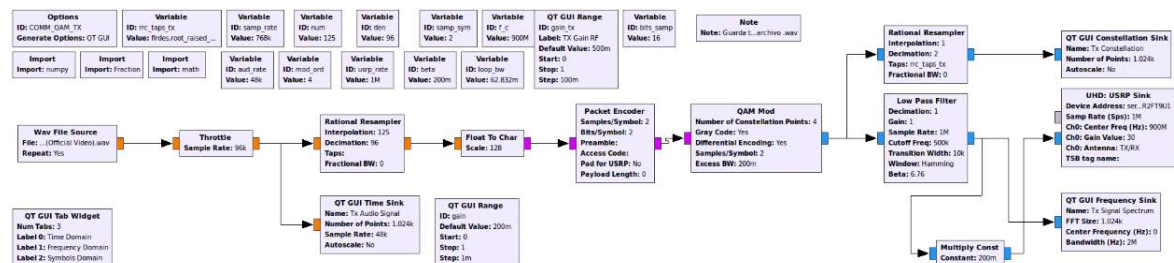 Options
ID: COMM_QAM_TX
Generate Options: QT GUI
Variable
ID: rrc_taps_tx
Value: firdes.root_raised_...
Variable
ID: samp_rate
Value: 768k
Variable
ID: num
Value: 125
Variable
ID: den
Value: 96
Variable
ID: samp_sym
Value: 2
Variable
ID: f_c
Value: 900M
QT GUI Range
ID: gain_tx
Label: TX Gain RF
Default Value: 500m
Start: 0
Stop: 1
Step: 100m
Variable
ID: bits_samp
Value: 16
Note
Note: Guarda t...archivo .wav
Import
Import: numpy
Import
Import: Fraction
Import
Import: math
Variable
ID: aud_rate
Value: 48k
Variable
ID: mod_ord
Value: 4
Variable
ID: usrp_rate
Value: 1M
Variable
ID: beta
Value: 200m
Variable
ID: loop_bw
Value: 62.832m
Wav File Source
File: ...(Official Video).wav
Repeat: Yes
Throttle
Sample Rate: 96k
Rational Resampler
Interpolation: 125
Decimation: 96
Taps:
Fractional BW: 0
Float To Char
Scale: 128
Packet Encoder
Samples/Symbol: 2
Bits/Symbol: 2
Preamble:
Access Code:
Pad for USRP: No
Payload Length: 0
QAM Mod
Number of Constellation Points: 4
Gray Code: Yes
Differential Encoding: Yes
Samples/Symbol: 2
Excess BW: 200m
Rational Resampler
Interpolation: 1
Decimation: 2
Taps: rrc_taps_tx
Fractional BW: 0
QT GUI Constellation Sink
Name: Tx Constellation
Number of Points: 1.024k
Autoscale: No
Low Pass Filter
Decimation: 1
Gain: 1
Sample Rate: 1M
Cutoff Freq: 500k
Transition Width: 10k
Window: Hamming
Beta: 6.76
UHD: USRP Sink
Device Address: ser...R2FT9U1
Samp Rate (Sps): 1M
Ch0: Center Freq (Hz): 900M
Ch0: Gain Value: 30
Ch0: Antenna: TX/RX
TSB tag name:
QT GUI Tab Widget
Num Tabs: 3
Label 0: Time Domain
Label 1: Frequency Domain
Label 2: Symbols Domain
QT GUI Time Sink
Name: Tx Audio Signal
Number of Points: 1.024k
Sample Rate: 48k
Autoscale: No
QT GUI Range
ID: gain
Default Value: 200m
Start: 0
Stop: 1
Step: 1m
QT GUI Frequency Sink
Name: Tx Signal Spectrum
FFT Size: 1.024k
Center Frequency (Hz): 0
Bandwidth (Hz): 2M
Multiply Const
Constant: 200m